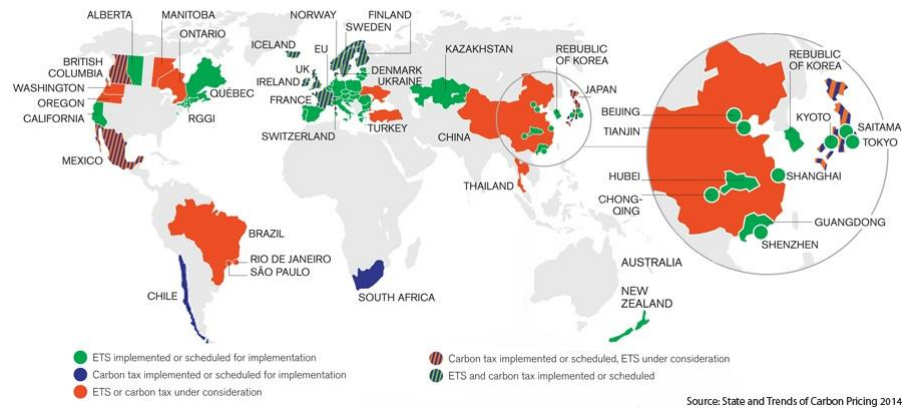 ALBERTA
MANITOBA
ONTARIO
BRITISH
COLUMBIA
WASHINGTON
OREGON
CALIFORNIA
QUÉBEC
RGGI
MEXICO
NORWAY
SWEDEN
FINLAND
ICELAND
EU
UK
IRELAND
FRANCE
DENMARK
UKRAINE
SWITZERLAND
TURKEY
KAZAKHSTAN
REBUBLIC
OF KOREA
JAPAN
CHINA
THAILAND
BRAZIL
RIO DE JANEIRO
SÃO PAULO
CHILE
SOUTH AFRICA
AUSTRALIA
NEW
ZEALAND
REBUBLIC
OF KOREA
BEIJING
TIANJIN
KYOTO
SAITAMA
TOKYO
HUBEI
SHANGHAI
CHONG-
QING
GUANGDONG
SHENZHEN
ETS implemented or scheduled for implementation
Carbon tax implemented or scheduled for implementation
ETS or carbon tax under consideration
Carbon tax implemented or scheduled, ETS under consideration
ETS and carbon tax implemented or scheduled
Source: State and Trends of Carbon Pricing 2014